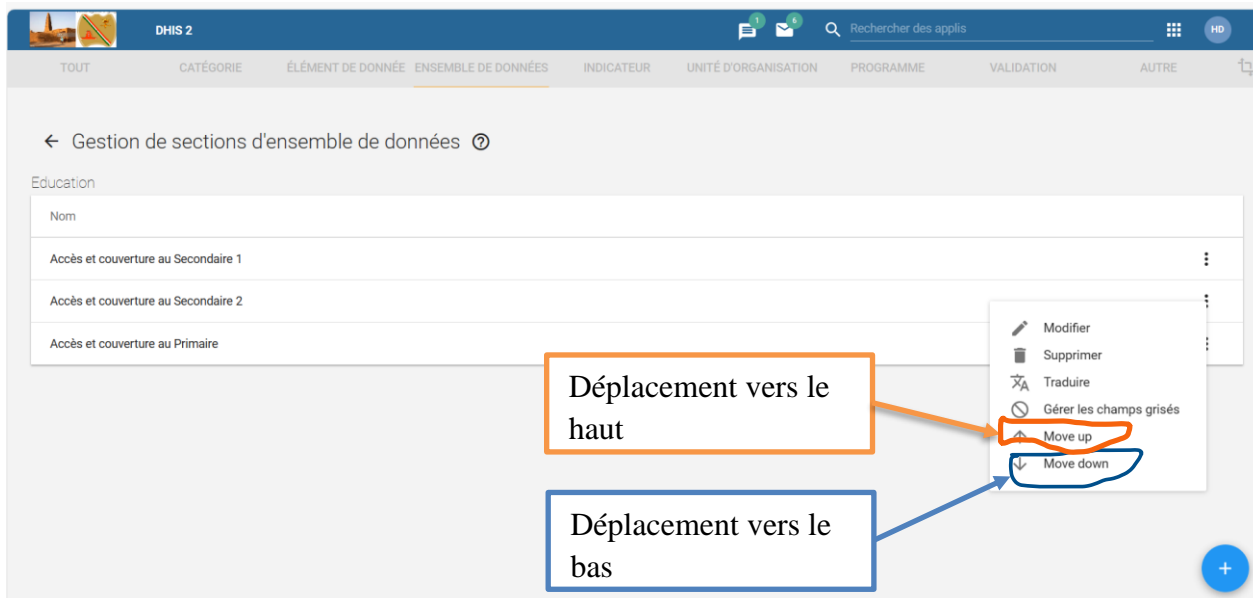 DHIS 2
1
6
Rechercher des applis
HD
TOUT
CATÉGORIE
ÉLÉMENT DE DONNÉE
ENSEMBLE DE DONNÉES
INDICATEUR
UNITÉ D'ORGANISATION
PROGRAMME
VALIDATION
AUTRE
Gestion de sections d'ensemble de données
Education
Nom
Accès et couverture au Secondaire 1
Accès et couverture au Secondaire 2
Accès et couverture au Primaire
Modifier
Supprimer
Traduire
Gérer les champs grisés
Move up
Move down
Déplacement vers le
haut
Déplacement vers le
bas